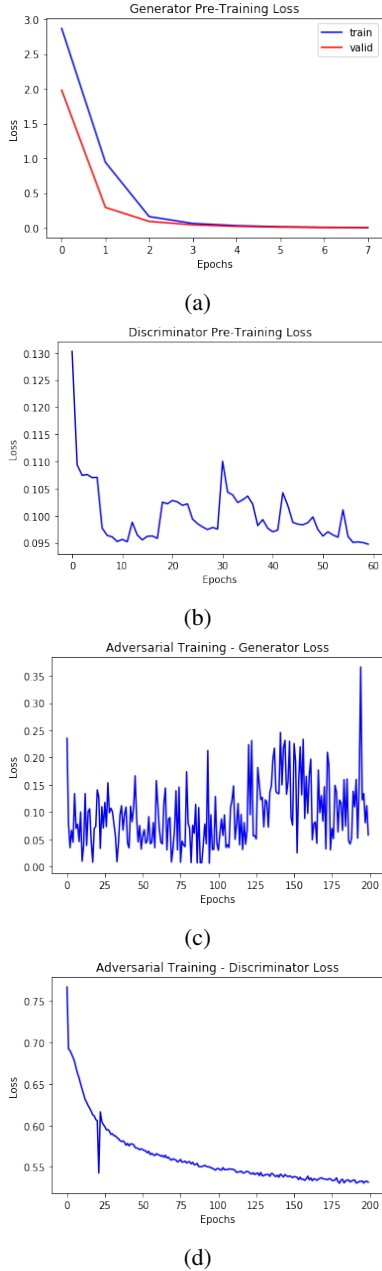 Generator Pre-Training Loss
3.0
2.5
2.0
1.5
1.0
0.5
0.0
Loss
train
valid
0 1 2 3 4 5 6 7
Epochs
(a)
Discriminator Pre-Training Loss
0.130
0.125
0.120
0.115
0.110
0.105
0.100
0.095
Loss
0 10 20 30 40 50 60
Epochs
(b)
Adversarial Training - Generator Loss
0.35
0.30
0.25
0.20
0.15
0.10
0.05
0.00
Loss
0 25 50 75 100 125 150 175 200
Epochs
(c)
Adversarial Training - Discriminator Loss
0.75
0.70
0.65
0.60
0.55
Loss
0 25 50 75 100 125 150 175 200
Epochs
(d)